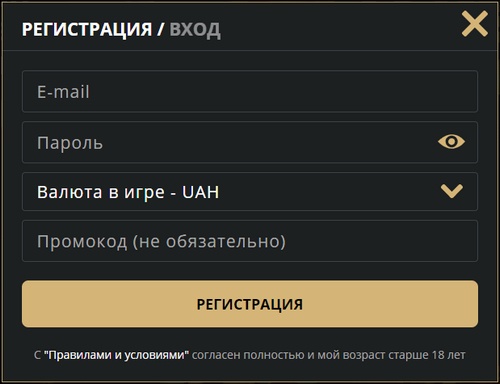 РЕГИСТРАЦИЯ / ВХОД
E-mail
Пароль
Валюта в игре - UAH
Промокод (не обязательно)
РЕГИСТРАЦИЯ
С "Правилами и условиями" согласен полностью и мой возраст старше 18 лет